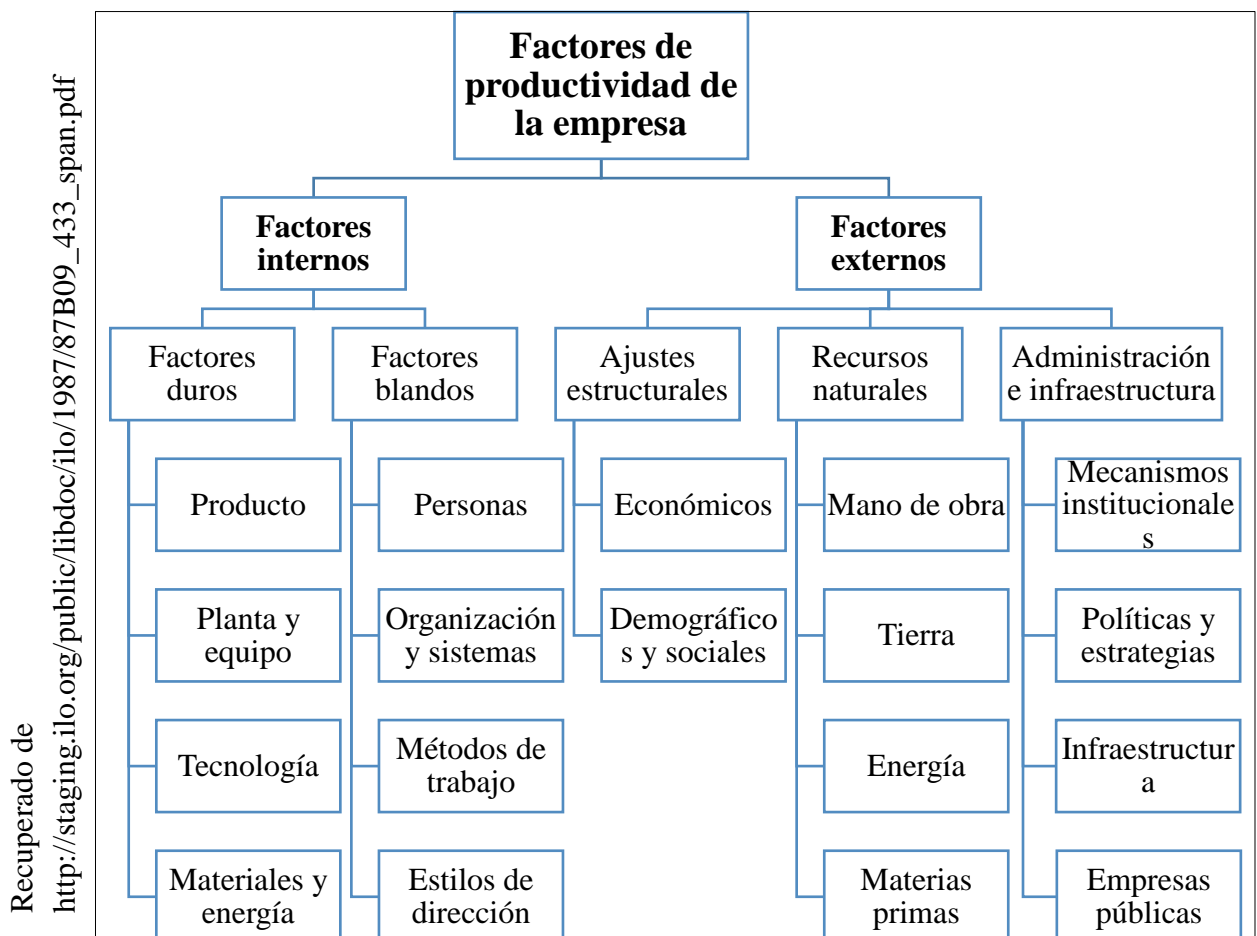 Factores de
productividad de
la empresa
Factores
internos
Factores
externos
Factores
duros
Factores
blandos
Ajustes
estructurales
Recursos
naturales
Administración
e infraestructura
Producto
Personas
Económicos
Mano de obra
Mecanismos
institucionale
s
Planta y
equipo
Organización
y sistemas
Demográfico
s y sociales
Tierra
Políticas y
estrategias
Tecnología
Métodos de
trabajo
Energía
Infraestructur
a
Materiales y
energía
Estilos de
dirección
Materias
primas
Empresas
públicas
Recuperado de
http://staging.ilo.org/public/libdoc/ilo/1987/87B09_433_span.pdf